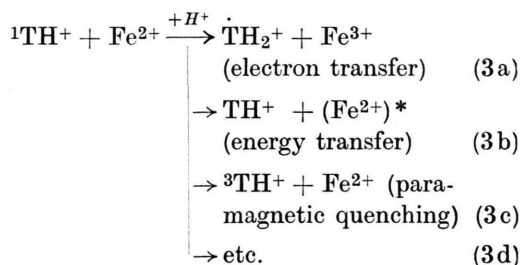 ¹TH⁺ + Fe²⁺ —+H⁺→ ṪH₂⁺ + Fe³⁺
(electron transfer) (3a)
→ TH⁺ + (Fe²⁺)*
(energy transfer) (3b)
→ ³TH⁺ + Fe²⁺ (para-
magnetic quenching) (3c)
→ etc. (3d)